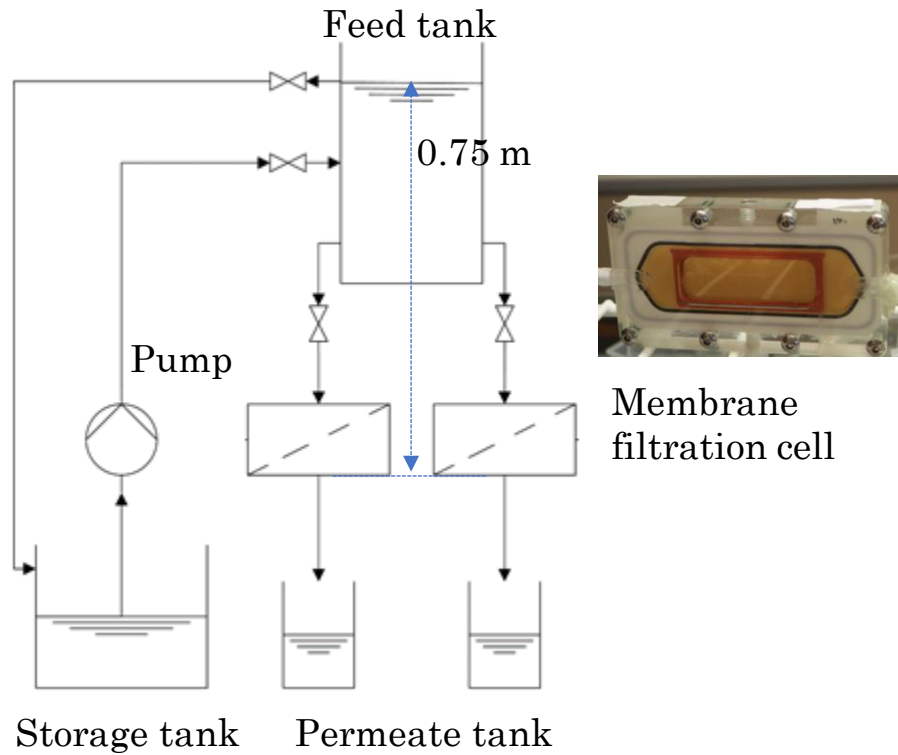 Feed tank
0.75 m
Pump
Membrane
filtration cell
Storage tank
Permeate tank